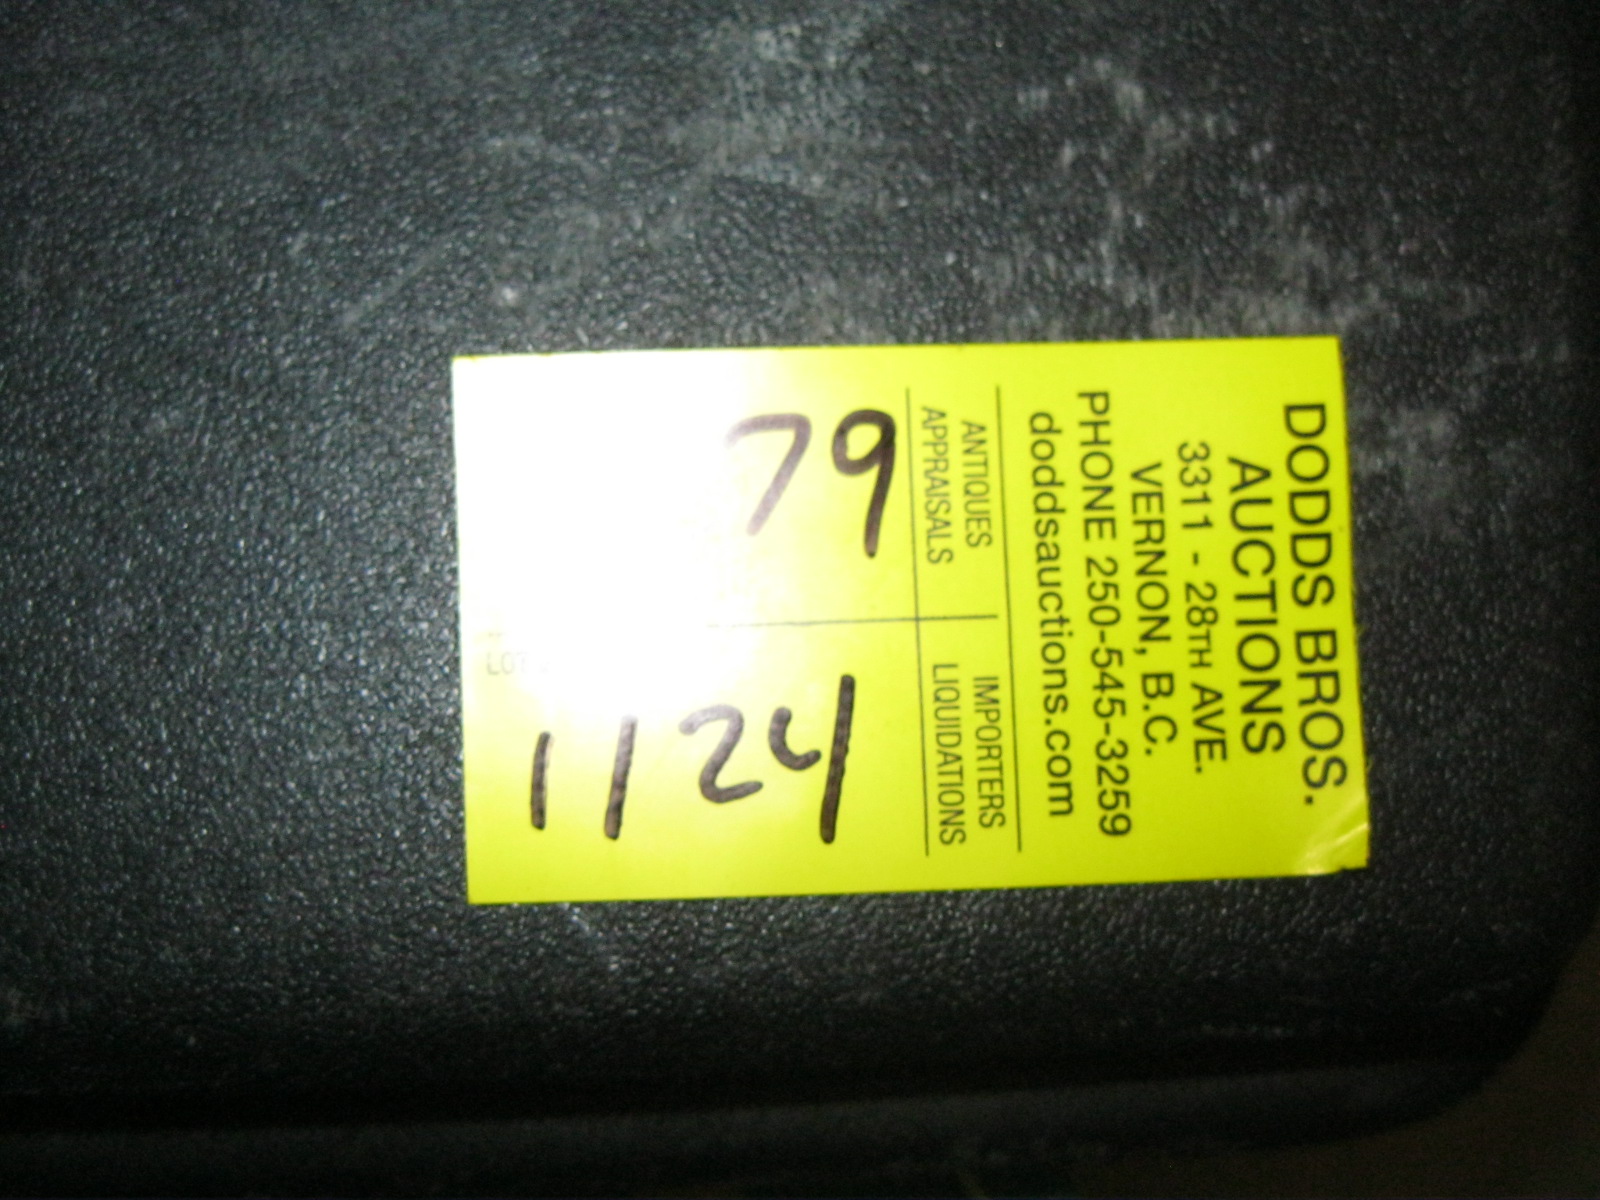 DODDS BROS.
AUCTIONS
3311 - 28TH AVE.
VERNON, B.C.
PHONE 250-545-3259
doddsauctions.com
ANTIQUES IMPORTERS
APPRAISALS LIQUIDATIONS
79
1124
LOT